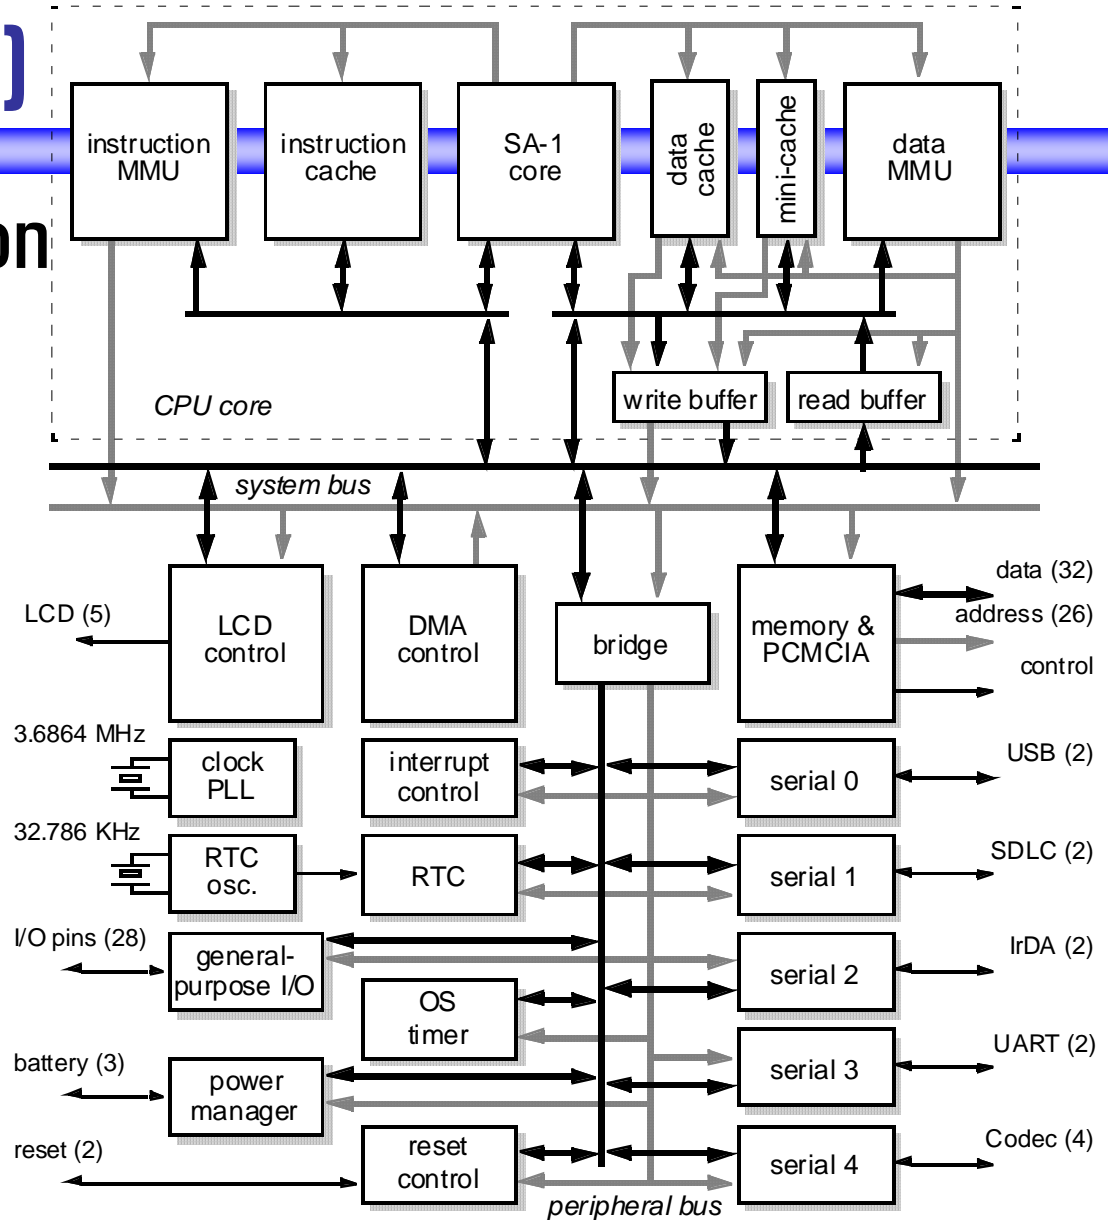 )
on
instruction
MMU
instruction
cache
SA-1
core
data
cache
mini-cache
data
MMU
CPU core
write buffer
read buffer
system bus
LCD (5)
LCD
control
DMA
control
bridge
memory &
PCMCIA
data (32)
address (26)
control
3.6864 MHz
clock
PLL
interrupt
control
serial 0
USB (2)
32.786 KHz
RTC
osc.
RTC
serial 1
SDLC (2)
I/O pins (28)
general-
purpose I/O
serial 2
IrDA (2)
OS
timer
battery (3)
power
manager
serial 3
UART (2)
reset (2)
reset
control
serial 4
Codec (4)
peripheral bus